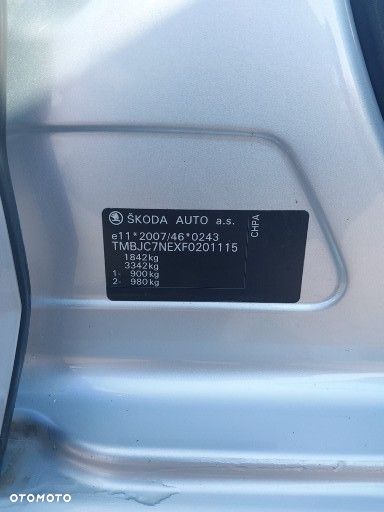 ŠKODA AUTO a.s.
e11*2007/46*0243
TMBJC7NEXF0201115
1842kg
3342kg
1- 900kg
2- 980kg
CHPA
OTOMOTO